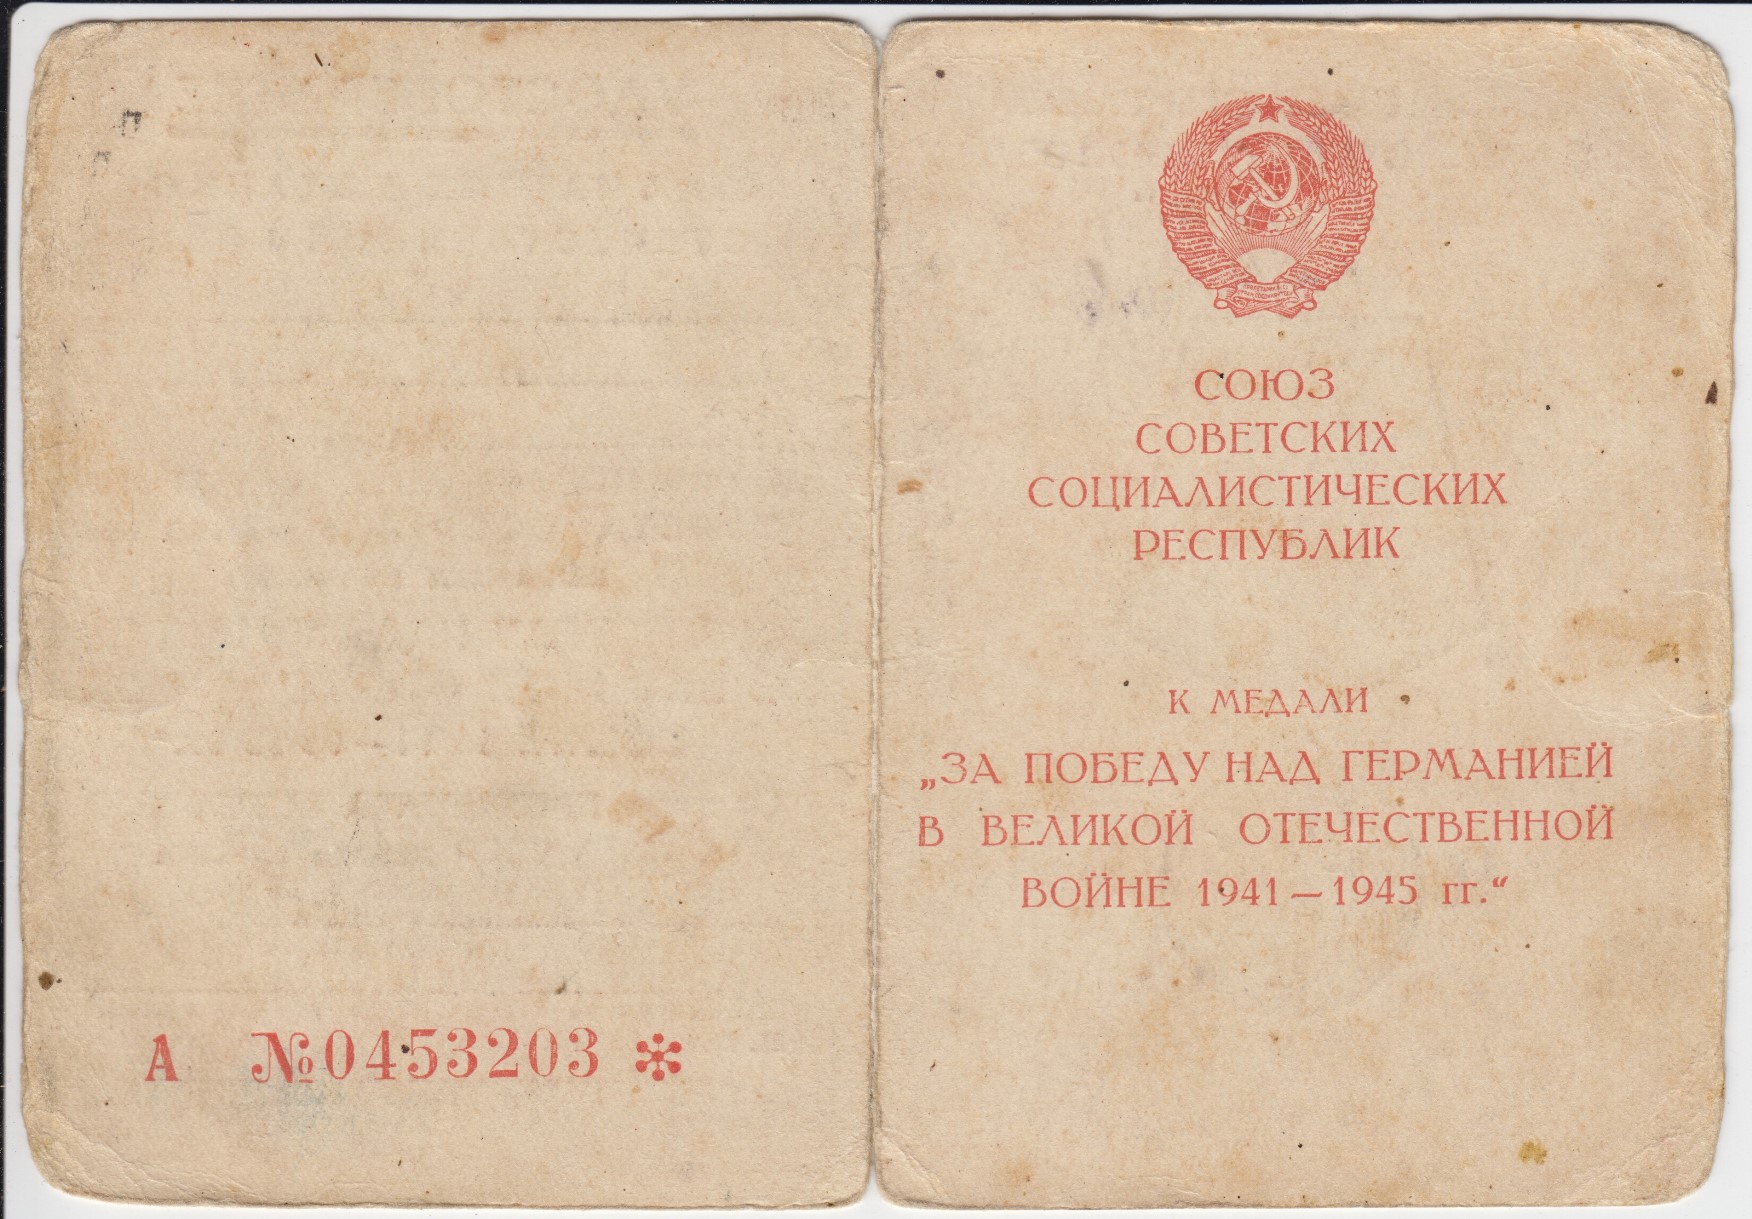 А №0453203
СОЮЗ
СОВЕТСКИХ
СОЦИАЛИСТИЧЕСКИХ
РЕСПУБЛИК
К МЕДАЛИ
„ЗА ПОБЕДУ НАД ГЕРМАНИЕЙ
В ВЕЛИКОЙ ОТЕЧЕСТВЕННОЙ
ВОЙНЕ 1941—1945 гг.“